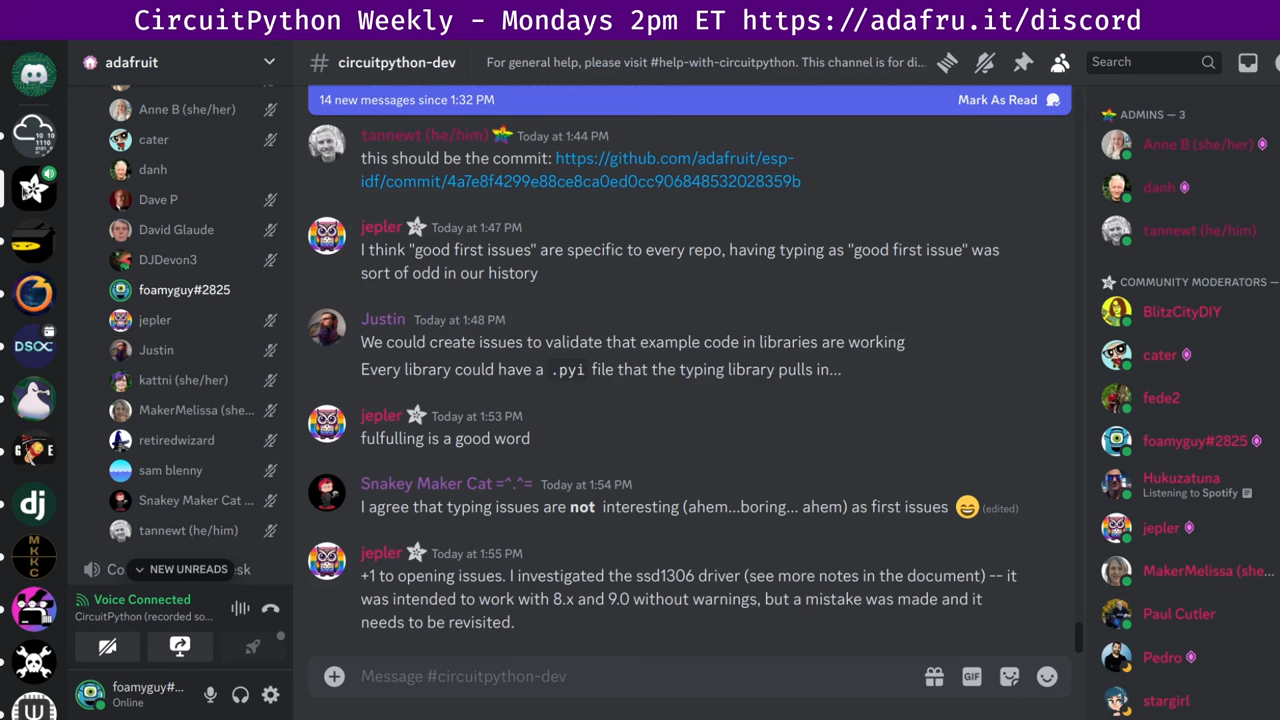 CircuitPython Weekly - Mondays 2pm ET https://adafru.it/discord
adafruit
# circuitpython-dev
For general help, please visit #help-with-circuitpython. This channel is for di...
Search
14 new messages since 1:32 PM
Mark As Read
Anne B (she/her)
cater
danh
Dave P
David Glaude
DJDevon3
foamyguy#2825
jepler
Justin
kattni (she/her)
MakerMelissa (she...
retiredwizard
sam blenny
Snakey Maker Cat ...
tannewt (he/him)
Co
NEW UNREADS
sk
Voice Connected
CircuitPython (recorded so...
foamyguy#...
Online
tannewt (he/him) Today at 1:44 PM
this should be the commit: https://github.com/adafruit/esp-
idf/commit/4a7e8f4299e88ce8ca0ed0cc906848532028359b
jepler Today at 1:47 PM
I think "good first issues" are specific to every repo, having typing as "good first issue" was
sort of odd in our history
Justin Today at 1:48 PM
We could create issues to validate that example code in libraries are working
Every library could have a .pyi file that the typing library pulls in...
jepler Today at 1:53 PM
fulfulling is a good word
Snakey Maker Cat =^.^= Today at 1:54 PM
I agree that typing issues are not interesting (ahem...boring... ahem) as first issues 😄 (edited)
jepler Today at 1:55 PM
+1 to opening issues. I investigated the ssd1306 driver (see more notes in the document) -- it
was intended to work with 8.x and 9.0 without warnings, but a mistake was made and it
needs to be revisited.
Message #circuitpython-dev
GIF
ADMINS — 3
Anne B (she/her)
danh
tannewt (he/him)
COMMUNITY MODERATORS —
BlitzCityDIY
cater
fede2
foamyguy#2825
Hukuzatuna
Listening to Spotify
jepler
MakerMelissa (she...
Paul Cutler
Pedro
stargirl